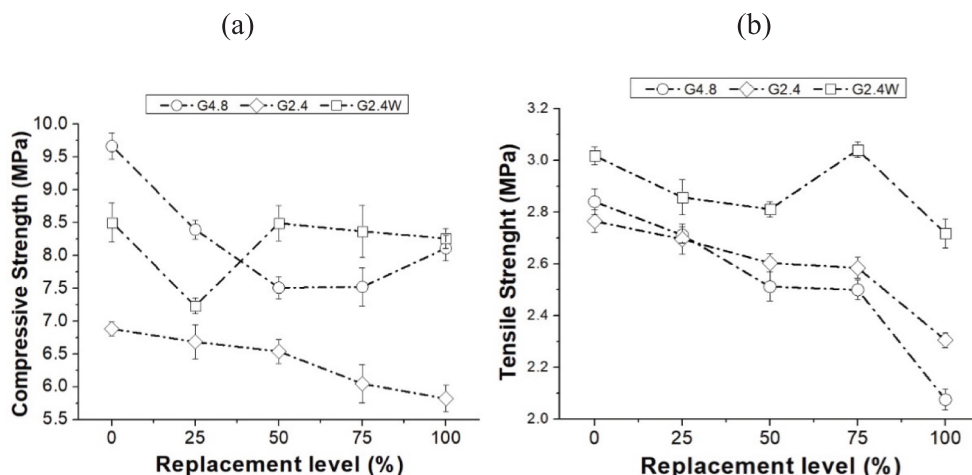 (a)
G4.8 G2.4 G2.4W
Compressive Strength (MPa)
10.0
9.5
9.0
8.5
8.0
7.5
7.0
6.5
6.0
5.5
0 25 50 75 100
Replacement level (%)
(b)
G4.8 G2.4 G2.4W
Tensile Strenght (MPa)
3.2
3.0
2.8
2.6
2.4
2.2
2.0
0 25 50 75 100
Replacement level (%)